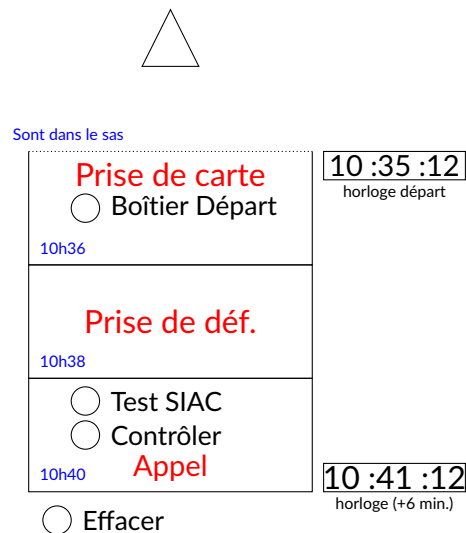 Sont dans le sas
Prise de carte
10 :35 :12
horloge départ
Boîtier Départ
10h36
Prise de déf.
10h38
Test SIAC
Contrôler
10h40
Appel
10 :41 :12
horloge (+6 min.)
Effacer